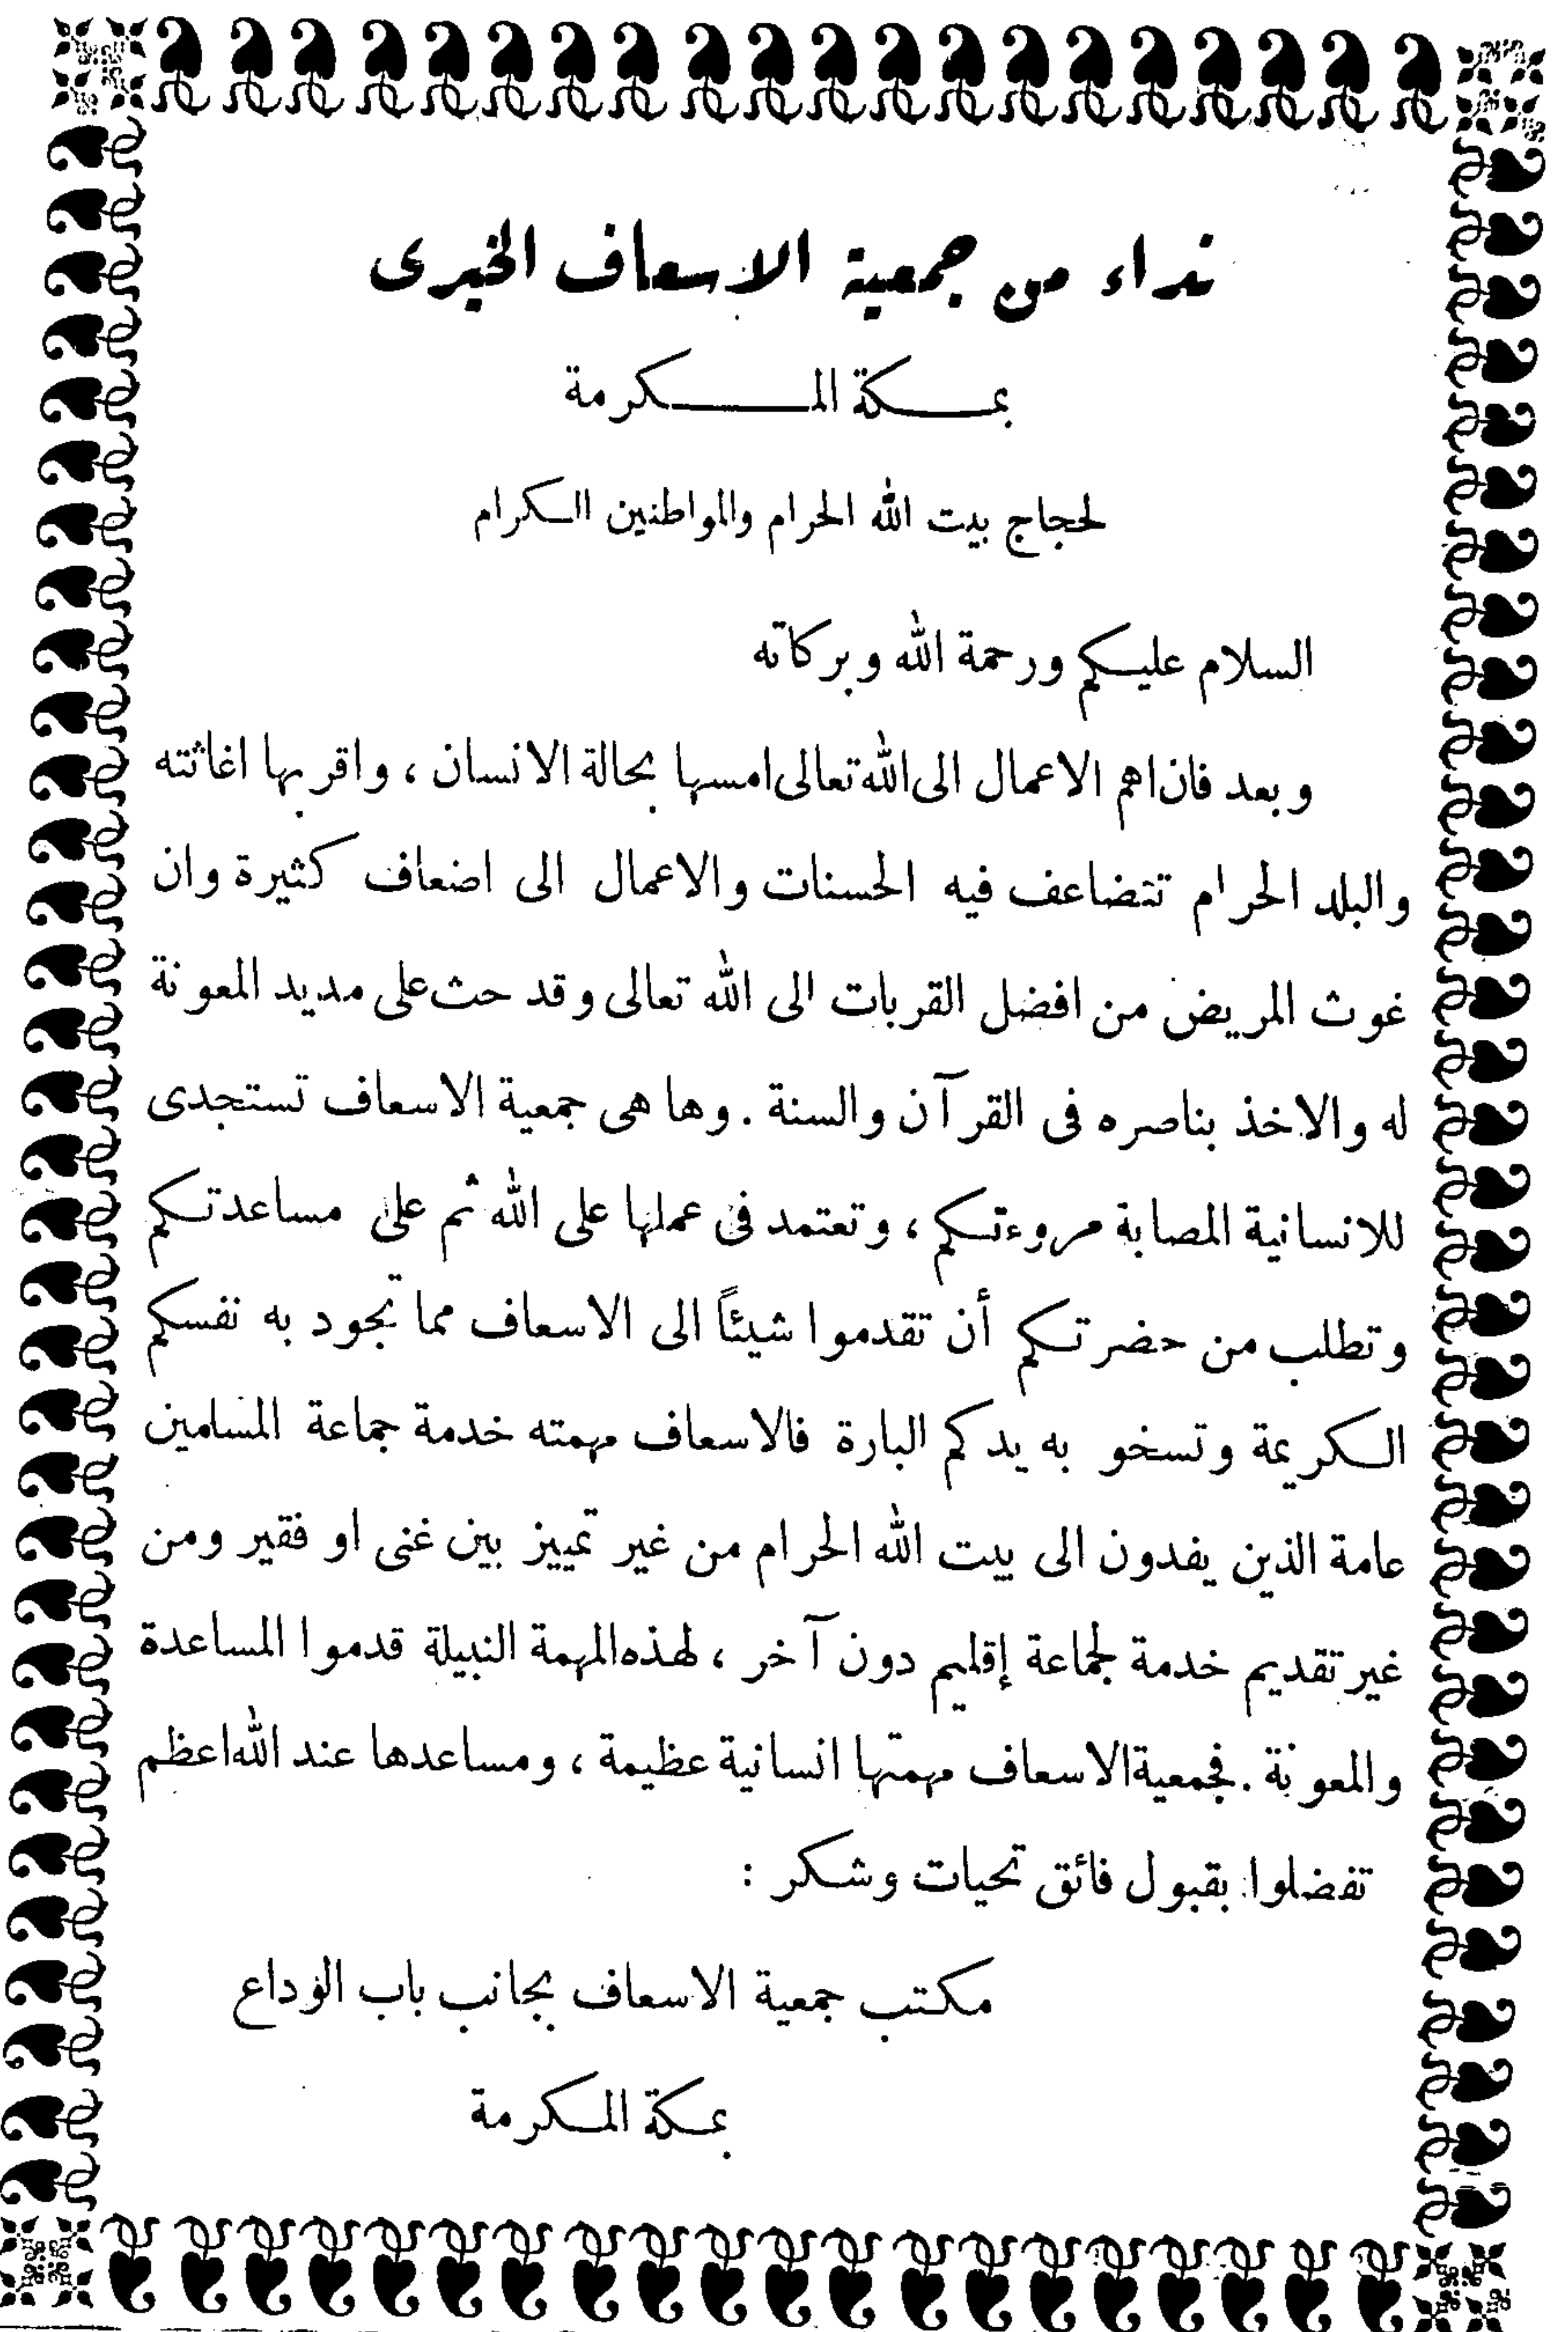 نداء من جمعية الاسعاف الخيرى
بمكة المكرمة
لحجاج بيت الله الحرام والمواطنين الكرام
السلام عليكم ورحمة الله وبركاته
وبعد فان اهم الاعمال الى الله تعالى امسها بحالة الانسان ، واقربها اغاثته
والبلد الحرام تتضاعف فيه الحسنات والاعمال الى اضعاف كثيرة وان
غوث المريض من افضل القربات الى الله تعالى وقد حث على مديد المعونة
له والاخذ بناصره فى القرآن والسنة . وها هى جمعية الاسعاف تستجدى
للانسانية المصابة مروءتكم ، وتعتمد فى عملها على الله ثم على مساعدتكم
وتطلب من حضرتكم أن تقدموا شيئاً الى الاسعاف مما تجود به نفسكم
الكريمة وتسخو به يدكم البارة فالاسعاف مهمته خدمة جماعة المسلمين
عامة الذين يفدون الى بيت الله الحرام من غير تمييز بين غنى او فقير ومن
غير تقديم خدمة لجماعة إقليم دون آخر ، لهذه المهمة النبيلة قدموا المساعدة
والمعونة . فجمعية الاسعاف مهمتها انسانية عظيمة ، ومساعدها عند الله اعظم
تفضلوا بقبول فائق تحيات وشكر :
مكتب جمعية الاسعاف بجانب باب الوداع
بمكة المكرمة